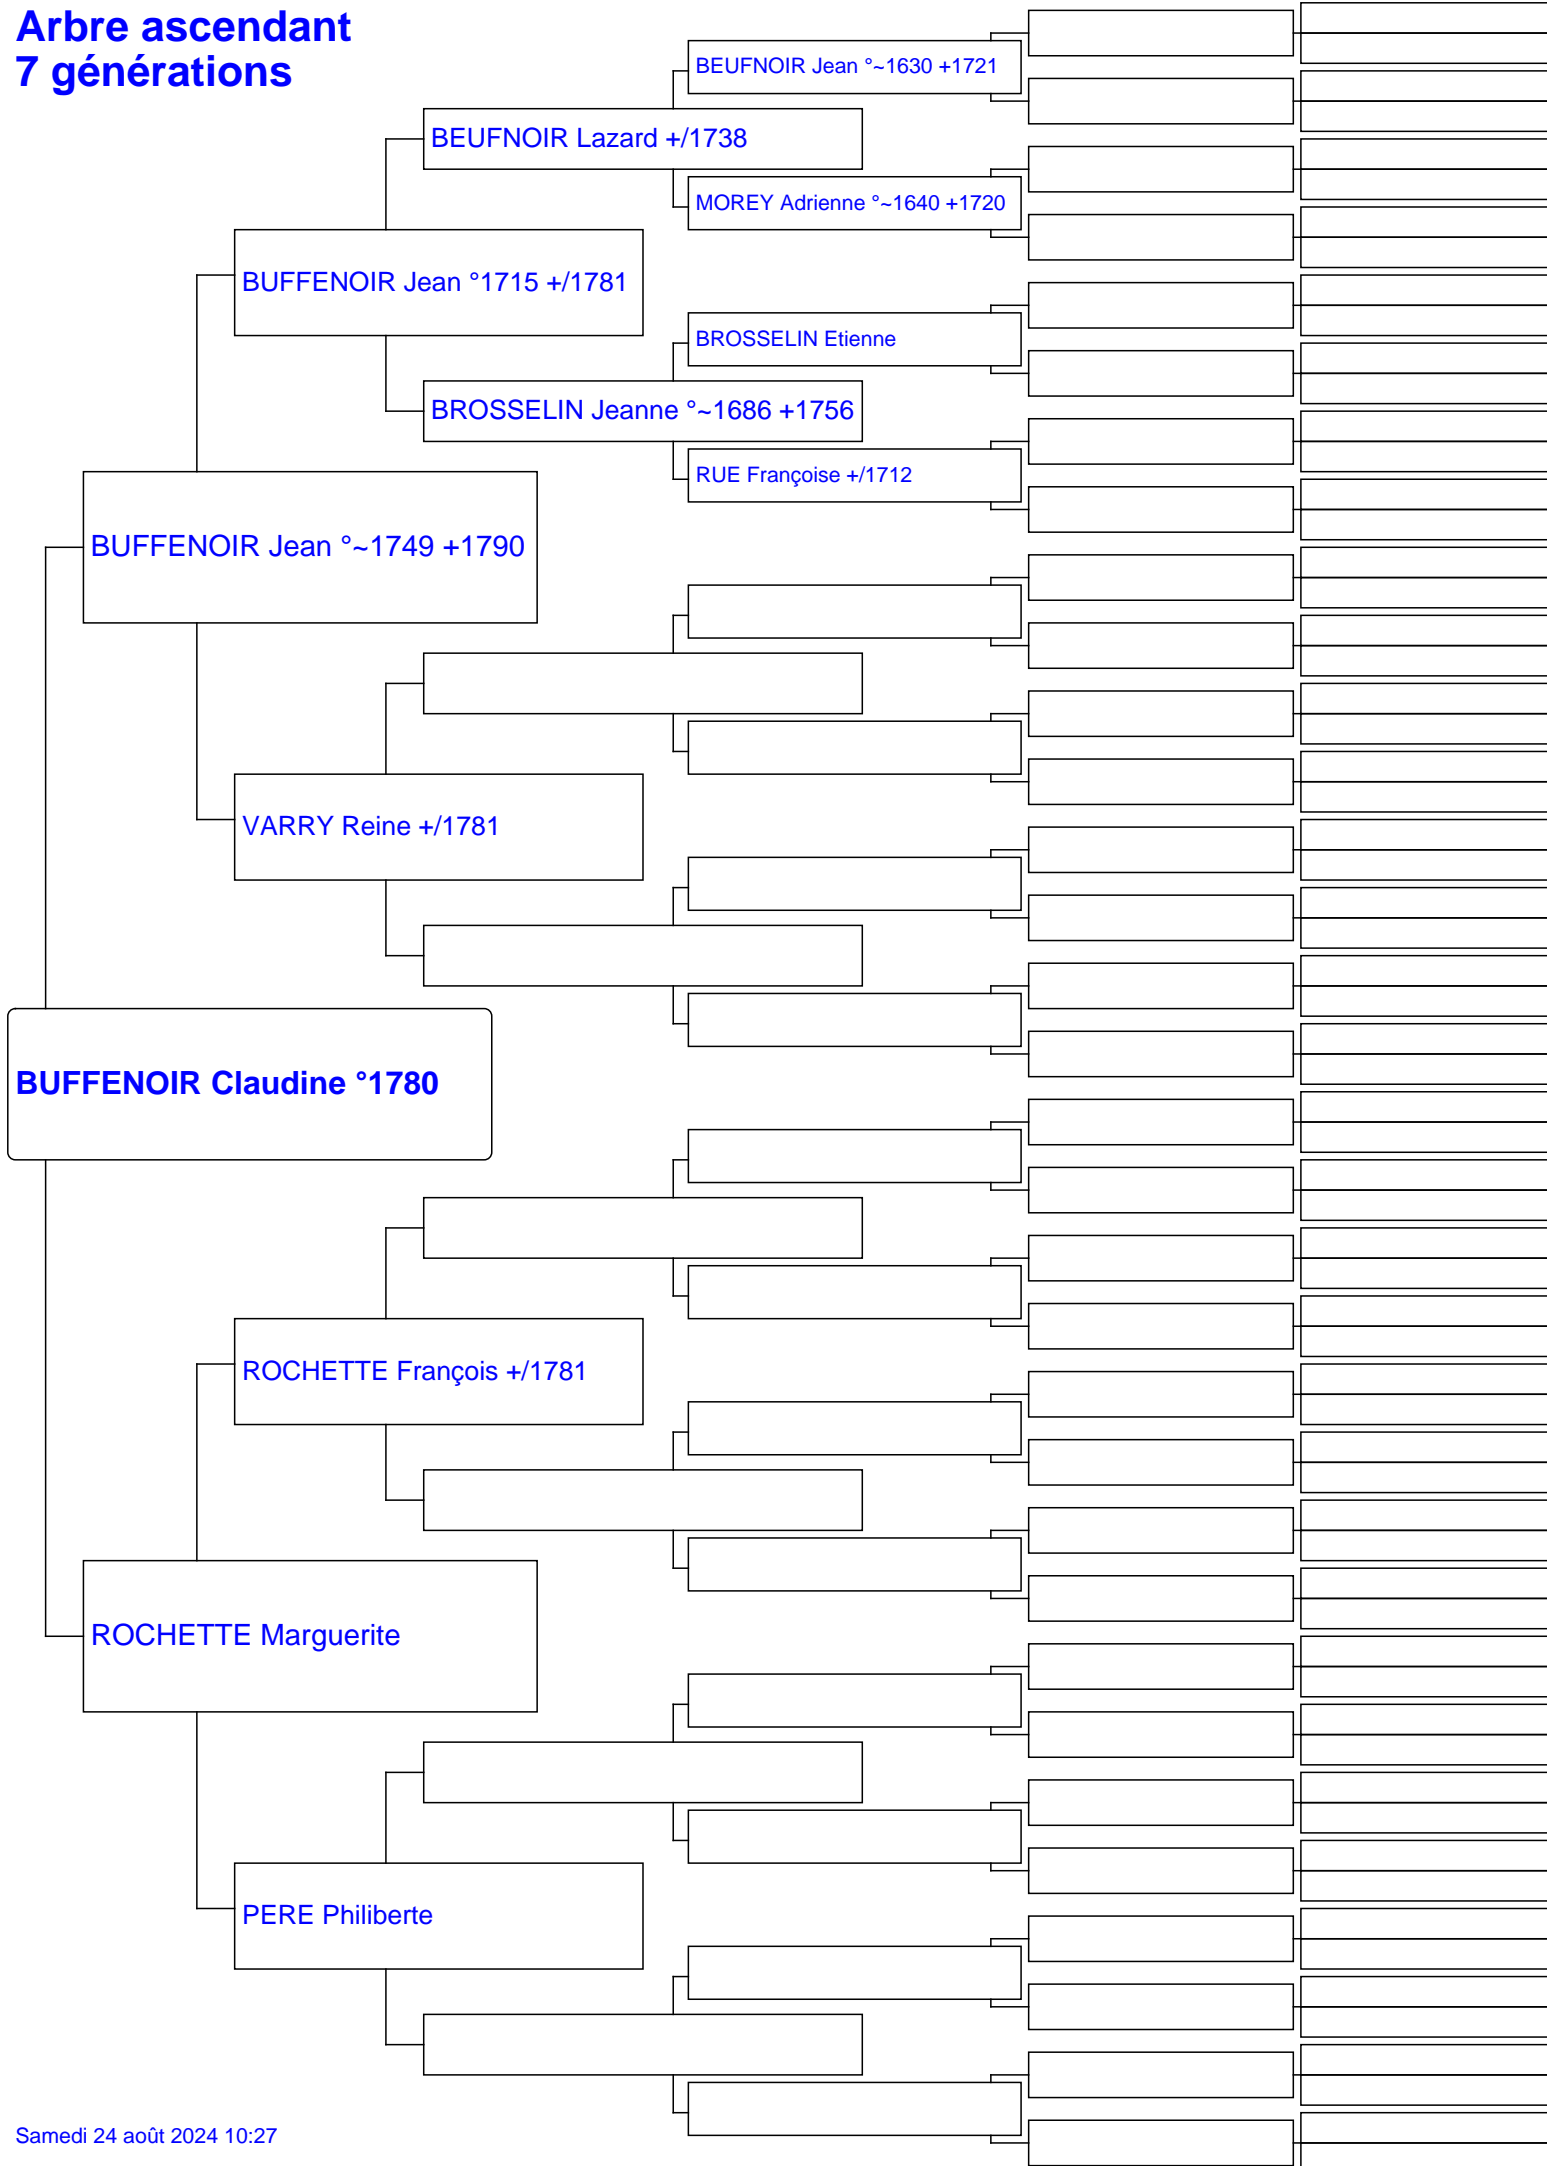 Arbre ascendant
7 générations
BEUFNOIR Jean °~1630 +1721
BEUFNOIR Lazard +/1738
MOREY Adrienne °~1640 +1720
BUFFENOIR Jean °1715 +/1781
BROSSELIN Etienne
BROSSELIN Jeanne °~1686 +1756
RUE Françoise +/1712
BUFFENOIR Jean °~1749 +1790
VARRY Reine +/1781
BUFFENOIR Claudine °1780
ROCHETTE François +/1781
ROCHETTE Marguerite
PERE Philiberte
Samedi 24 août 2024 10:27